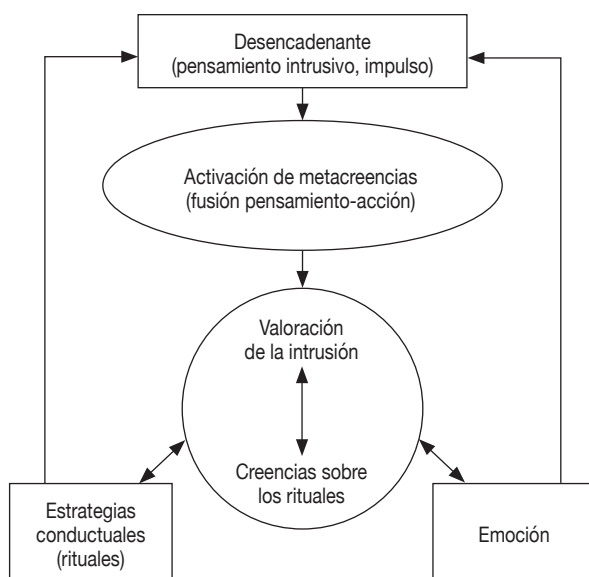 Desencadenante
(pensamiento intrusivo, impulso)
Activación de metacreencias
(fusión pensamiento-acción)
Valoración
de la intrusión
Creencias sobre
los rituales
Estrategias
conductuales
(rituales)
Emoción